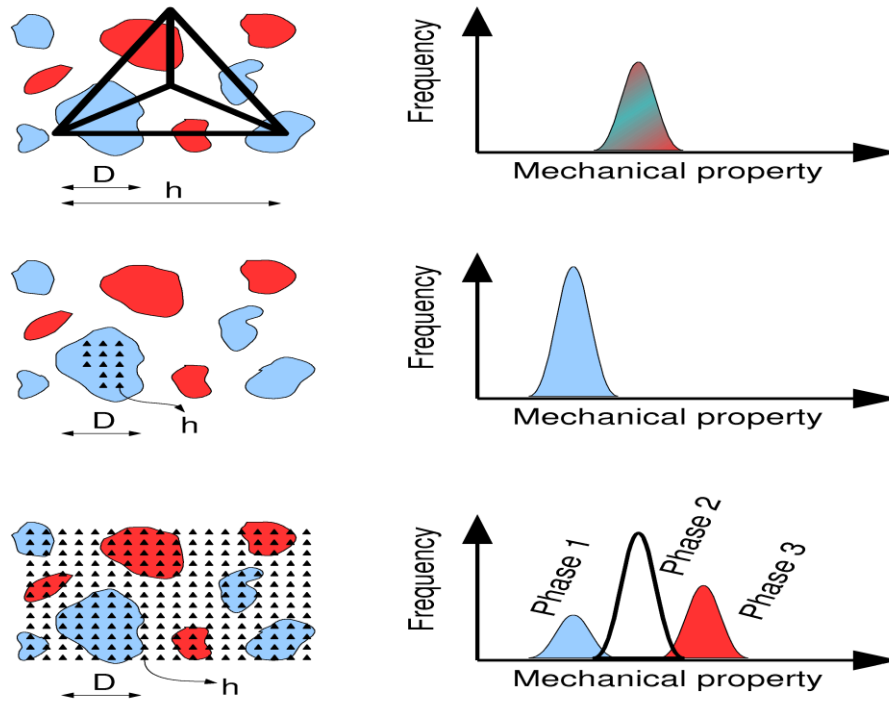 D
h
Frequency
Mechanical property
D
h
Frequency
Mechanical property
D
h
Frequency
Phase 1
Phase 2
Phase 3
Mechanical property